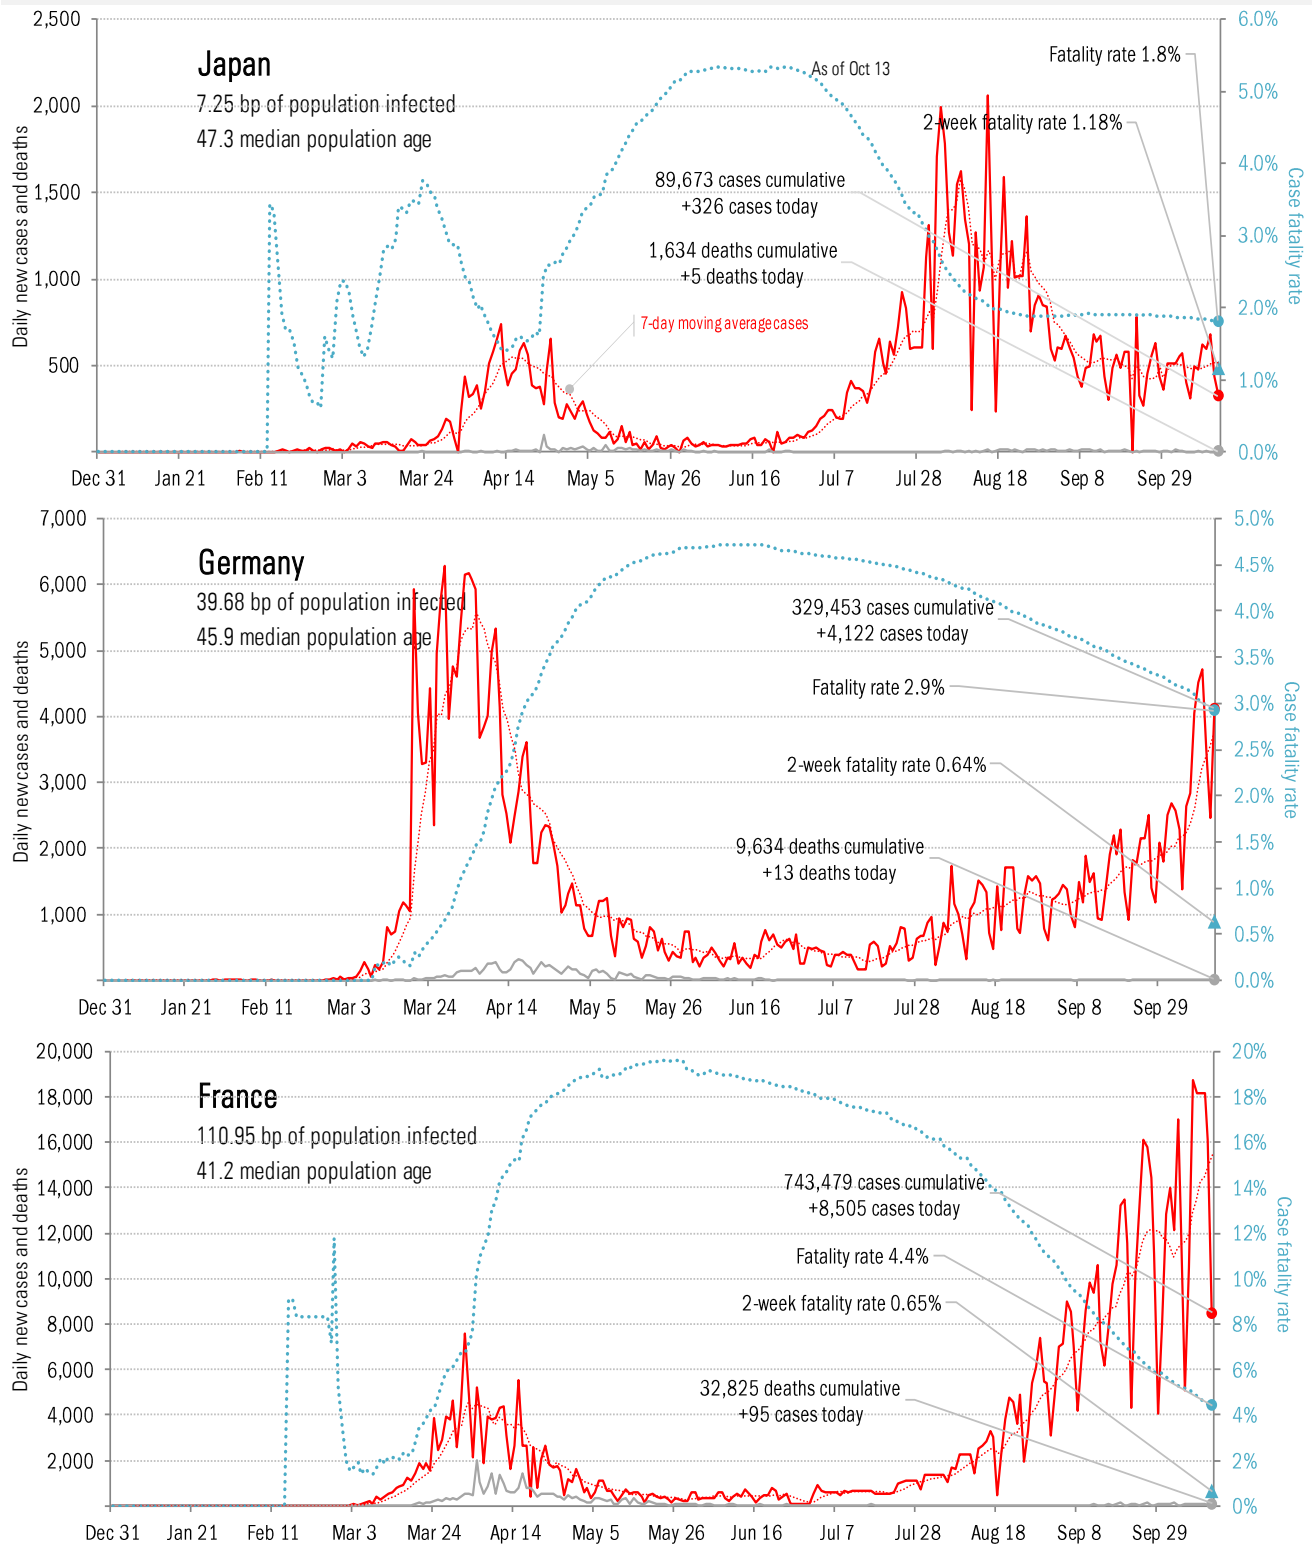 2,500
6.0%
Japan
As of Oct 13
Fatality rate 1.8%
7.25 bp of population infected
2,000
5.0%
47.3 median population age
2-week fatality rate 1.18%
4.0%
1,500
89,673 cases cumulative
+326 cases today
3.0%
1,634 deaths cumulative
+5 deaths today
1,000
2.0%
7-day moving average cases
500
1.0%
0.0%
Daily new cases and deaths
Case fatality rate
Dec 31 Jan 21 Feb 11 Mar 3 Mar 24 Apr 14 May 5 May 26 Jun 16 Jul 7 Jul 28 Aug 18 Sep 8 Sep 29
7,000
5.0%
Germany
4.5%
6,000
39.68 bp of population infected
329,453 cases cumulative
4.0%
45.9 median population age
+4,122 cases today
5,000
3.5%
Fatality rate 2.9%
4,000
3.0%
2.5%
2-week fatality rate 0.64%
3,000
2.0%
9,634 deaths cumulative
2,000
1.5%
+13 deaths today
1.0%
1,000
0.5%
0.0%
Daily new cases and deaths
Case fatality rate
Dec 31 Jan 21 Feb 11 Mar 3 Mar 24 Apr 14 May 5 May 26 Jun 16 Jul 7 Jul 28 Aug 18 Sep 8 Sep 29
20,000
20%
France
18,000
18%
110.95 bp of population infected
16,000
16%
41.2 median population age
743,479 cases cumulative
14,000
14%
+8,505 cases today
12,000
12%
Fatality rate 4.4%
10,000
10%
2-week fatality rate 0.65%
8,000
8%
6,000
6%
32,825 deaths cumulative
4,000
4%
+95 cases today
2,000
2%
0%
Daily new cases and deaths
Case fatality rate
Dec 31 Jan 21 Feb 11 Mar 3 Mar 24 Apr 14 May 5 May 26 Jun 16 Jul 7 Jul 28 Aug 18 Sep 8 Sep 29